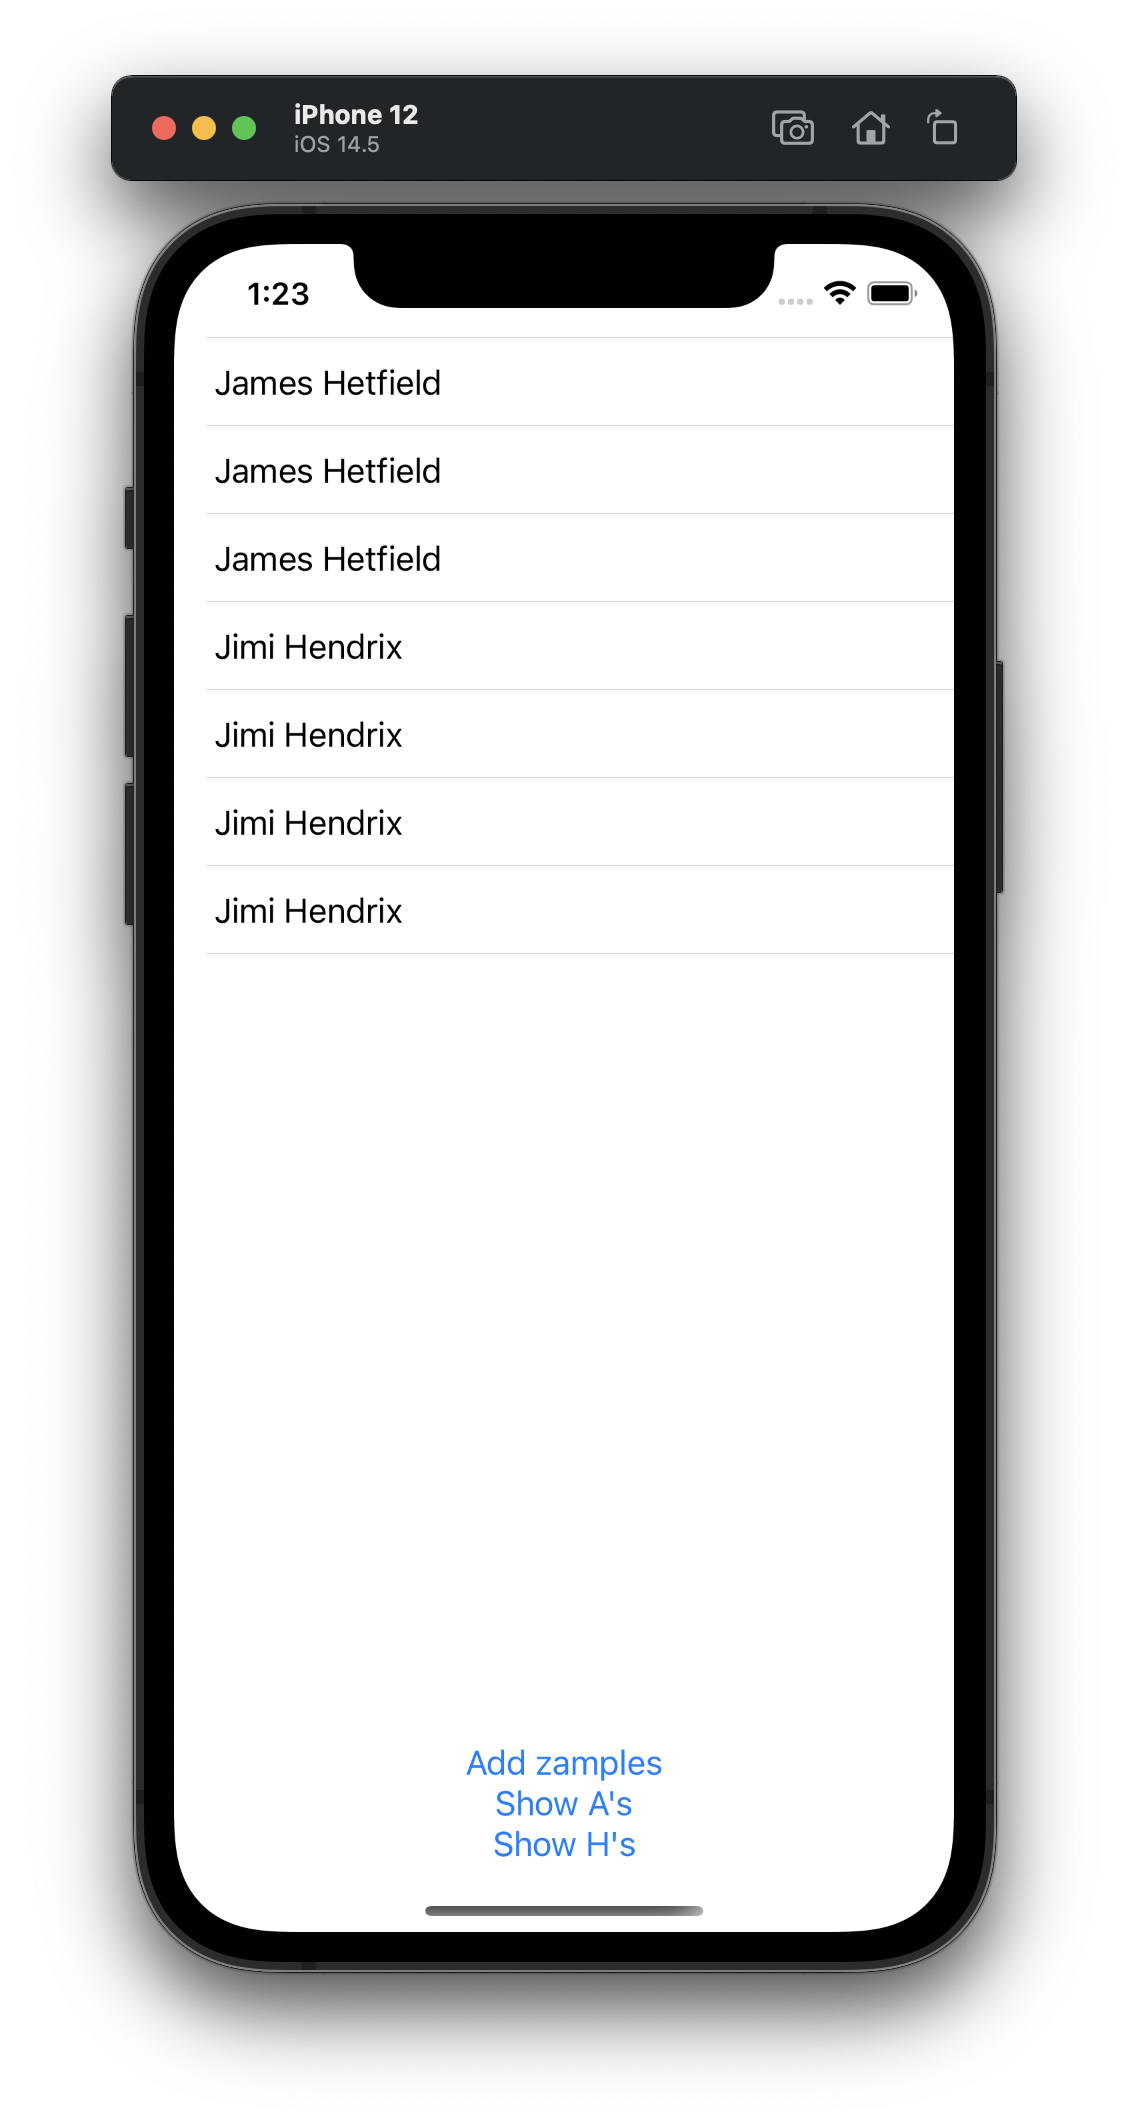 iPhone 12
iOS 14.5
1:23
James Hetfield
James Hetfield
James Hetfield
Jimi Hendrix
Jimi Hendrix
Jimi Hendrix
Jimi Hendrix
Add zamples
Show A's
Show H's